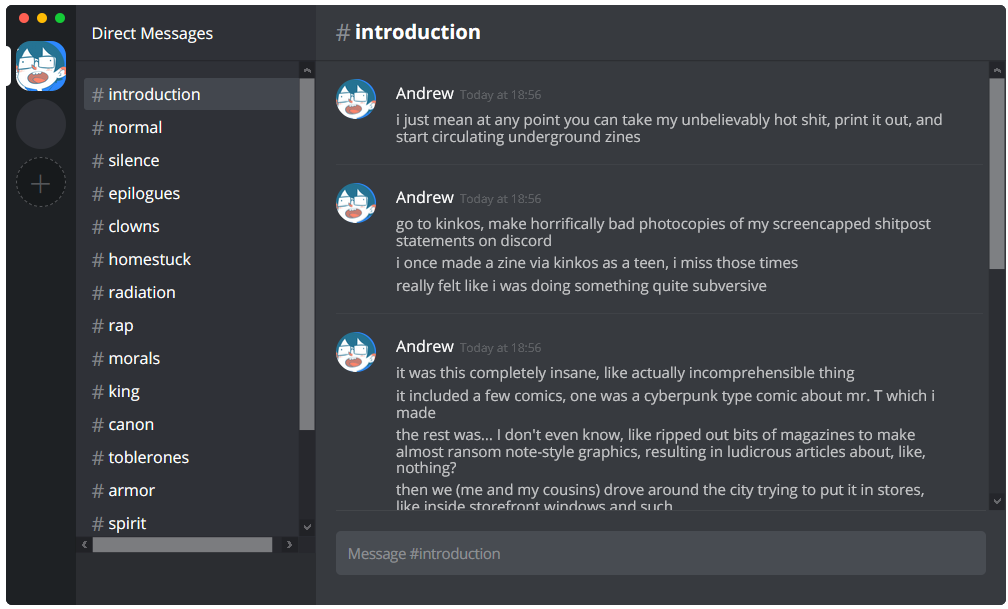 Direct Messages
# introduction
# normal
# silence
# epilogues
# clowns
# homestuck
# radiation
# rap
# morals
# king
# canon
# toblerones
# armor
# spirit
# introduction
Andrew Today at 18:56
i just mean at any point you can take my unbelievably hot shit, print it out, and
start circulating underground zines
Andrew Today at 18:56
go to kinkos, make horrifically bad photocopies of my screencapped shitpost
statements on discord
i once made a zine via kinkos as a teen, i miss those times
really felt like i was doing something quite subversive
Andrew Today at 18:56
it was this completely insane, like actually incomprehensible thing
it included a few comics, one was a cyberpunk type comic about mr. T which i
made
the rest was... I don't even know, like ripped out bits of magazines to make
almost ransom note-style graphics, resulting in ludicrous articles about, like,
nothing?
then we (me and my cousins) drove around the city trying to put it in stores,
like inside storefront windows and such
Message #introduction